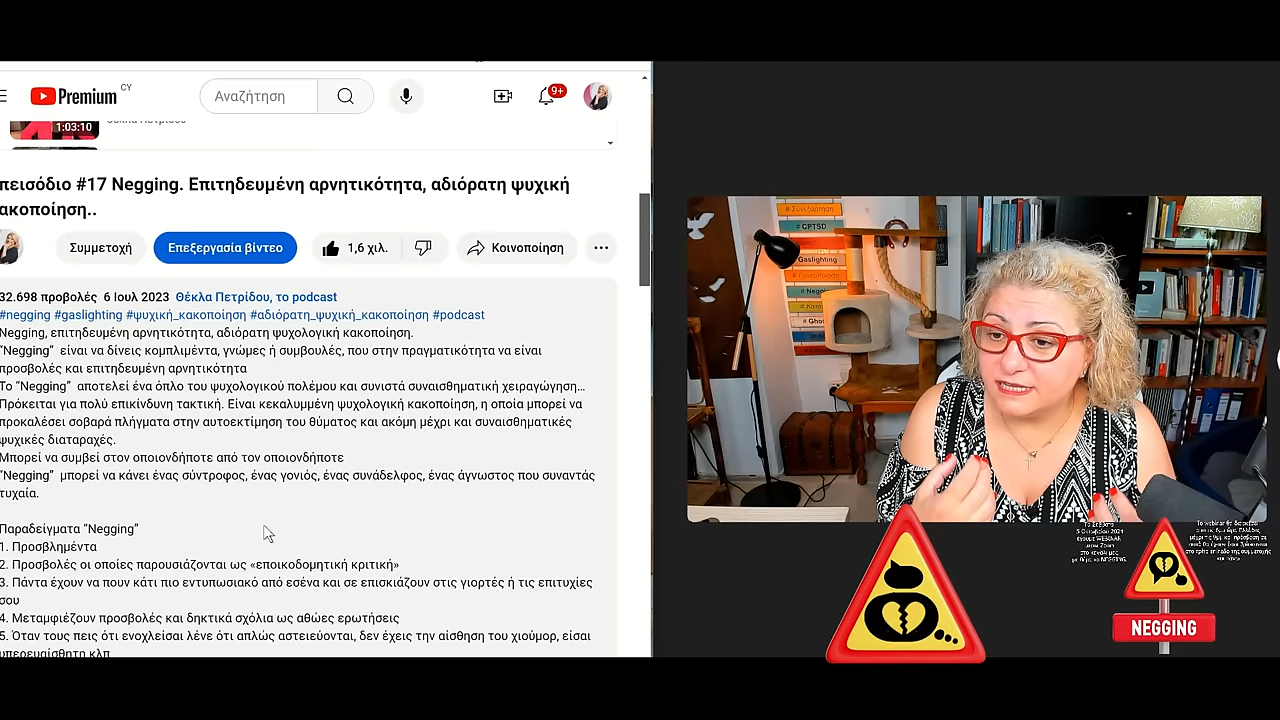 Premium CY
Αναζήτηση
9+
1:03:10
πεισόδιο #17 Negging. Επιτηδευμένη αρνητικότητα, αδιόρατη ψυχική
ακοποίηση..
Συμμετοχή
Επεξεργασία βίντεο
1,6 χιλ.
Κοινοποίηση
32.698 προβολές 6 Ιουλ 2023 Θέκλα Πετρίδου, το podcast
#negging #gaslighting #ψυχική_κακοποίηση #αδιόρατη_ψυχική_κακοποίηση #podcast
Negging, επιτηδευμένη αρνητικότητα, αδιόρατη ψυχολογική κακοποίηση.
“Negging” είναι να δίνεις κομπλιμέντα, γνώμες ή συμβουλές, που στην πραγματικότητα να είναι
προσβολές και επιτηδευμένη αρνητικότητα
Το “Negging” αποτελεί ένα όπλο του ψυχολογικού πολέμου και συνιστά συναισθηματική χειραγώγηση…
Πρόκειται για πολύ επικίνδυνη τακτική. Είναι κεκαλυμμένη ψυχολογική κακοποίηση, η οποία μπορεί να
προκαλέσει σοβαρά πλήγματα στην αυτοεκτίμηση του θύματος και ακόμη μέχρι και συναισθηματικές
ψυχικές διαταραχές.
Μπορεί να συμβεί στον οποιονδήποτε από τον οποιονδήποτε
“Negging” μπορεί να κάνει ένας σύντροφος, ένας γονιός, ένας συνάδελφος, ένας άγνωστος που συναντάς
τυχαία.
Παραδείγματα “Negging”
1. Προσβλημέντα
2. Προσβολές οι οποίες παρουσιάζονται ως «εποικοδομητική κριτική»
3. Πάντα έχουν να πουν κάτι πιο εντυπωσιακό από εσένα και σε επισκιάζουν στις γιορτές ή τις επιτυχίες
σου
4. Μεταμφιέζουν προσβολές και δηκτικά σχόλια ως αθώες ερωτήσεις
5. Όταν τους πεις ότι ενοχλείσαι λένε ότι απλώς αστειεύονται, δεν έχεις την αίσθηση του χιούμορ, είσαι
υπερευαίσθητη κλπ
# Συνεξάρτηση
# CPTSD
Gaslighting
# Γονεοποίηση
# Negg
# Κακο
# Gho
NEGGING